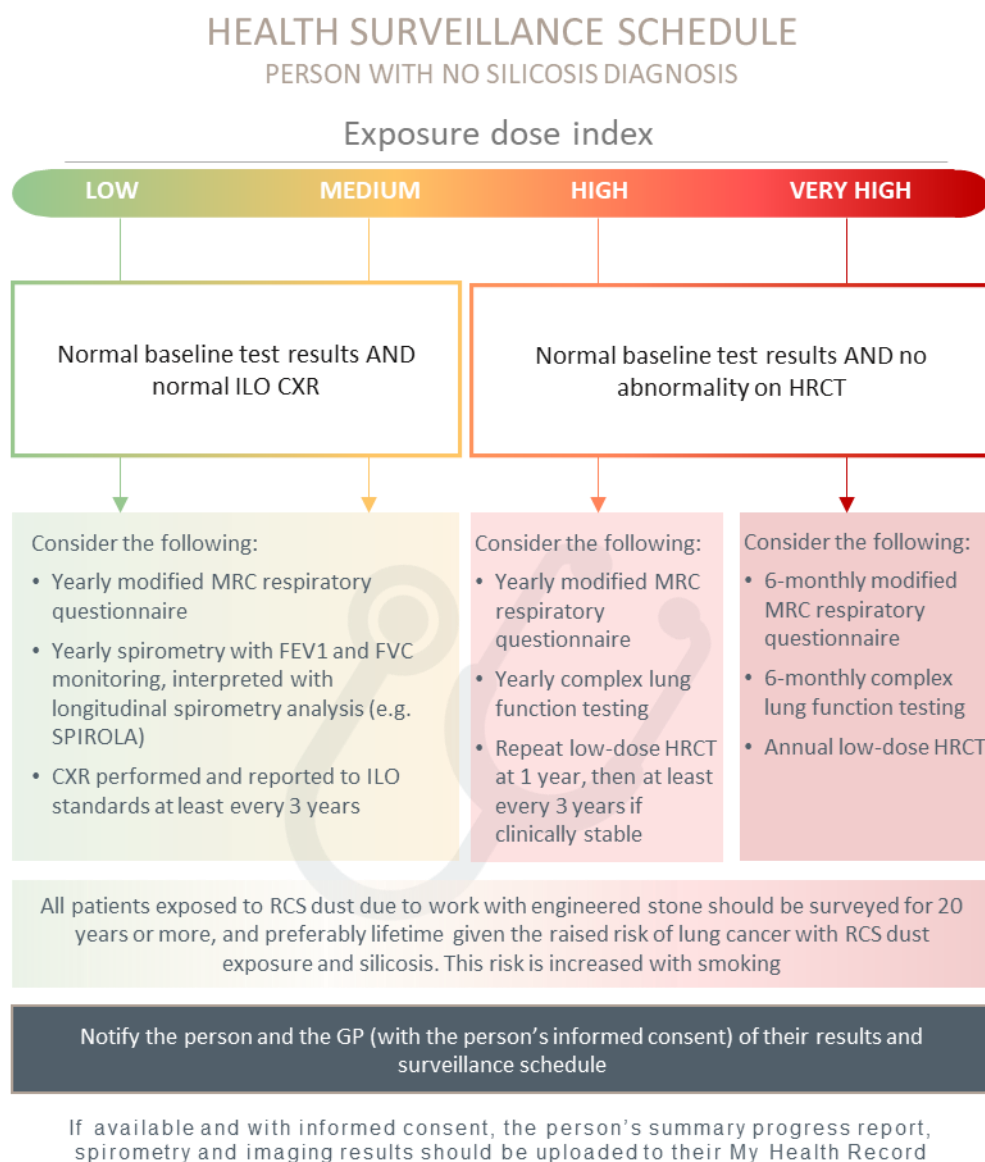 HEALTH SURVEILLANCE SCHEDULE
PERSON WITH NO SILICOSIS DIAGNOSIS
Exposure dose index
LOW
MEDIUM
HIGH
VERY HIGH
Normal baseline test results AND
normal ILO CXR
Normal baseline test results AND no
abnormality on HRCT
Consider the following:
• Yearly modified MRC respiratory
questionnaire
• Yearly spirometry with FEV1 and FVC
monitoring, interpreted with
longitudinal spirometry analysis (e.g.
SPIROLA)
• CXR performed and reported to ILO
standards at least every 3 years
Consider the following:
• Yearly modified MRC
respiratory
questionnaire
• Yearly complex lung
function testing
• Repeat low-dose HRCT
at 1 year, then at least
every 3 years if
clinically stable
Consider the following:
• 6-monthly modified
MRC respiratory
questionnaire
• 6-monthly complex
lung function testing
• Annual low-dose HRCT
All patients exposed to RCS dust due to work with engineered stone should be surveyed for 20
years or more, and preferably lifetime given the raised risk of lung cancer with RCS dust
exposure and silicosis. This risk is increased with smoking
Notify the person and the GP (with the person's informed consent) of their results and
surveillance schedule
If available and with informed consent, the person's summary progress report,
spirometry and imaging results should be uploaded to their My Health Record